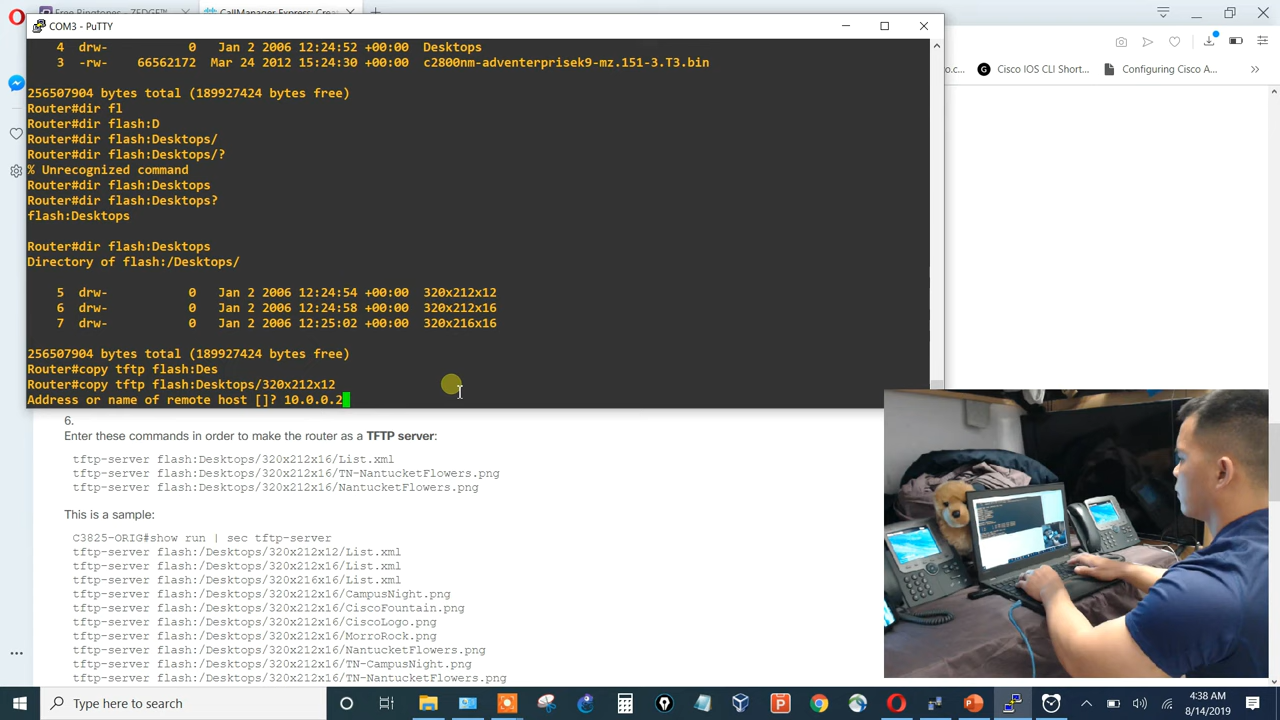 Free Ringtones - ZEDGE™
CallManager Express: Crea
COM3 - PuTTY
4 drw- 0 Jan 2 2006 12:24:52 +00:00 Desktops
3 -rw- 66562172 Mar 24 2012 15:24:30 +00:00 c2800nm-adventerprisek9-mz.151-3.T3.bin
256507904 bytes total (189927424 bytes free)
Router#dir fl
Router#dir flash:D
Router#dir flash:Desktops/
Router#dir flash:Desktops/?
% Unrecognized command
Router#dir flash:Desktops
Router#dir flash:Desktops?
flash:Desktops
Router#dir flash:Desktops
Directory of flash:/Desktops/
5 drw- 0 Jan 2 2006 12:24:54 +00:00 320x212x12
6 drw- 0 Jan 2 2006 12:24:58 +00:00 320x212x16
7 drw- 0 Jan 2 2006 12:25:02 +00:00 320x216x16
256507904 bytes total (189927424 bytes free)
Router#copy tftp flash:Des
Router#copy tftp flash:Desktops/320x212x12
Address or name of remote host []? 10.0.0.2
co...
Cisco IOS CLI Short...
Configuring Cisco A...
6.
Enter these commands in order to make the router as a TFTP server:
tftp-server flash:Desktops/320x212x16/List.xml
tftp-server flash:Desktops/320x212x16/TN-NantucketFlowers.png
tftp-server flash:Desktops/320x212x16/NantucketFlowers.png
This is a sample:
C3825-ORIG#show run | sec tftp-server
tftp-server flash:/Desktops/320x212x12/List.xml
tftp-server flash:/Desktops/320x212x16/List.xml
tftp-server flash:/Desktops/320x216x16/List.xml
tftp-server flash:/Desktops/320x212x16/CampusNight.png
tftp-server flash:/Desktops/320x212x16/CiscoFountain.png
tftp-server flash:/Desktops/320x212x16/CiscoLogo.png
tftp-server flash:/Desktops/320x212x16/MorroRock.png
tftp-server flash:/Desktops/320x212x16/NantucketFlowers.png
tftp-server flash:/Desktops/320x212x16/TN-CampusNight.png
tftp-server flash:/Desktops/320x212x16/TN-NantucketFlowers.png
Type here to search
4:38 AM
8/14/2019